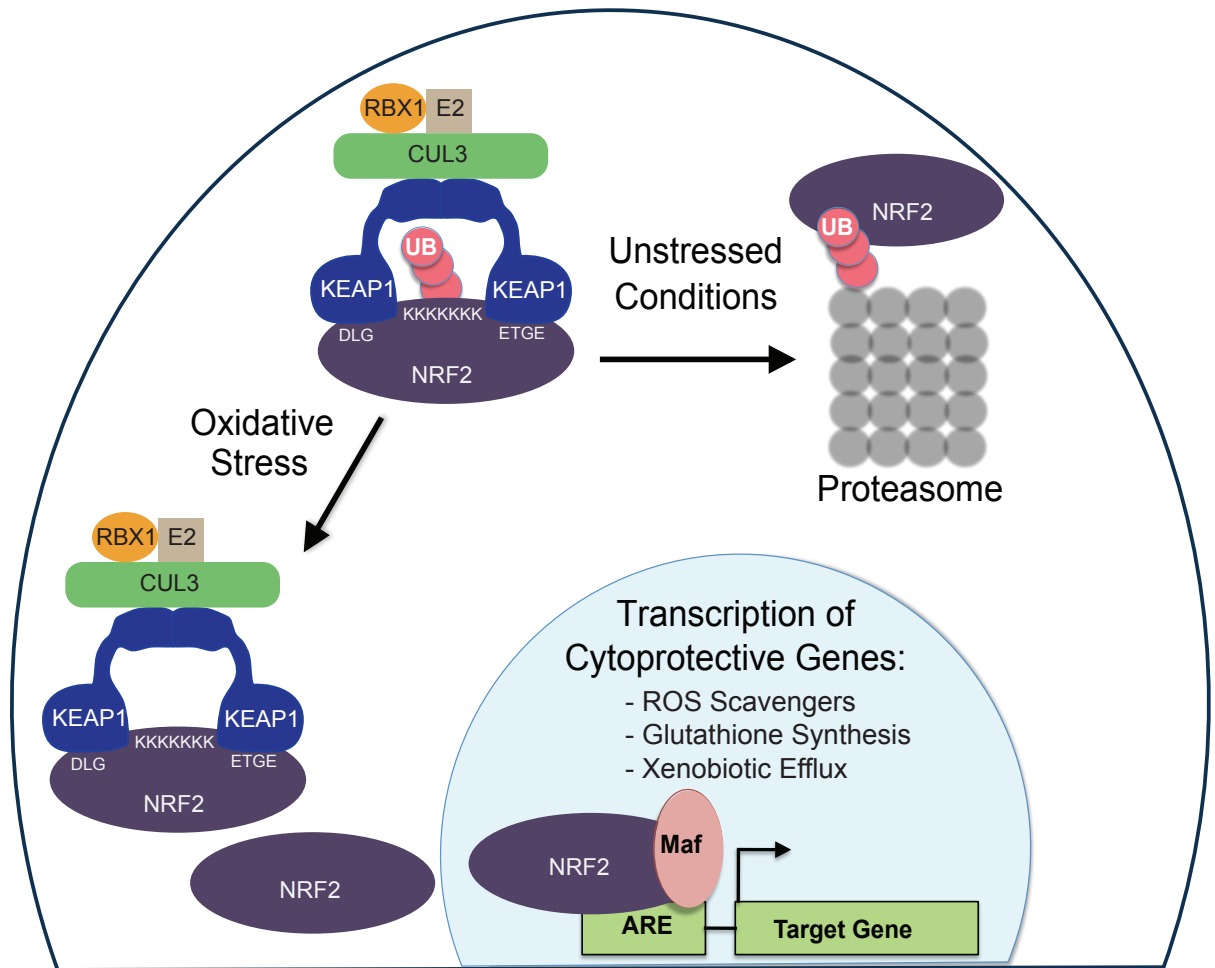 RBX1 E2
CUL3
UB
KEAP1 KEAP1
KKKKKKK
DLG ETGE
NRF2
Unstressed
Conditions
NRF2
UB
Proteasome
Oxidative
Stress
RBX1 E2
CUL3
KEAP1 KEAP1
KKKKKKK
DLG ETGE
NRF2
NRF2
Transcription of
Cytoprotective Genes:
- ROS Scavengers
- Glutathione Synthesis
- Xenobiotic Efflux
NRF2
Maf
ARE
Target Gene